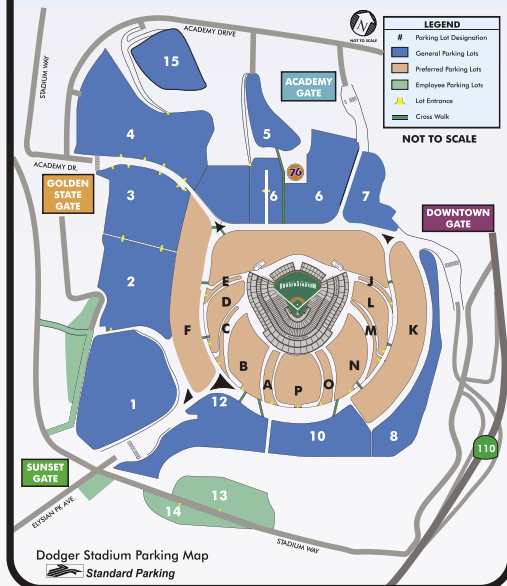 ACADEMY DRIVE
N
NOT TO SCALE
LEGEND
# Parking Lot Designation
General Parking Lots
Preferred Parking Lots
Employee Parking Lots
Lot Entrance
Cross Walk
NOT TO SCALE
STADIUM WAY
15
ACADEMY
GATE
4
5
ACADEMY DR.
76
GOLDEN
STATE
GATE
3
6
6
7
DOWNTOWN
GATE
2
E
J
D
L
DODGER STADIUM
F
C
M
K
B
N
A
P
O
1
12
10
8
110
SUNSET
GATE
13
14
ELYSIAN PK AVE.
STADIUM WAY
Dodger Stadium Parking Map
Standard Parking